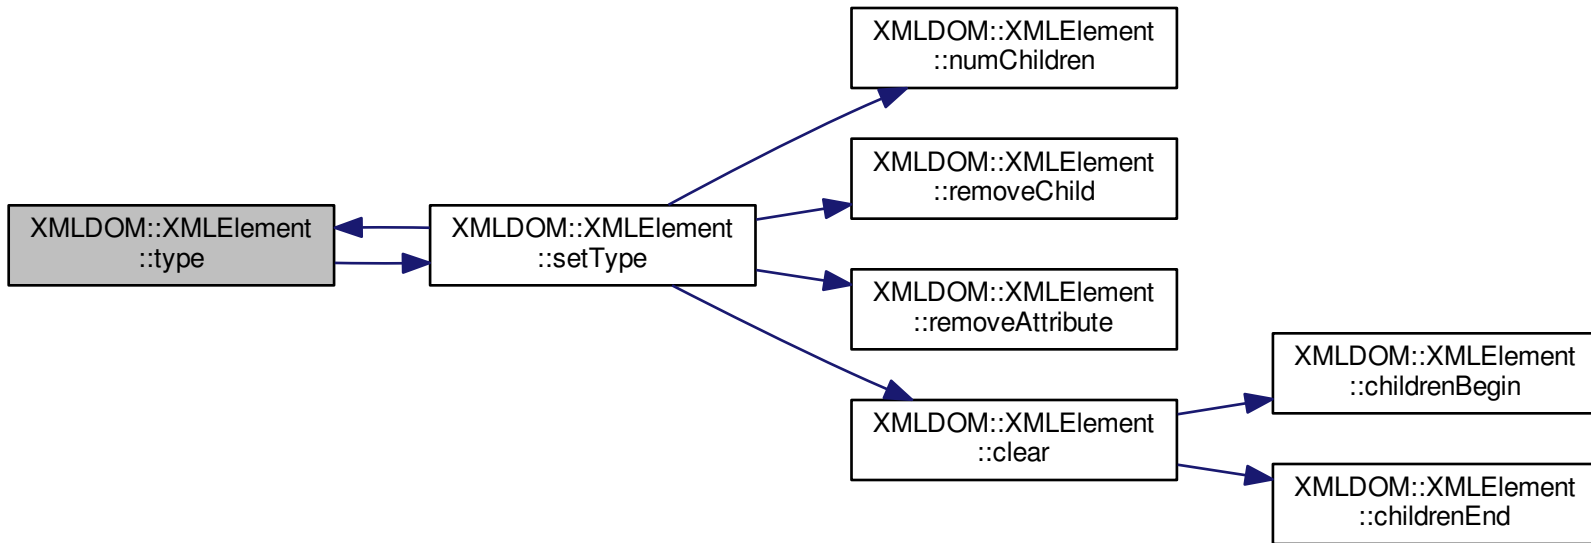 XMLDOM::XMLElement
::type
XMLDOM::XMLElement
::setType
XMLDOM::XMLElement
::numChildren
XMLDOM::XMLElement
::removeChild
XMLDOM::XMLElement
::removeAttribute
XMLDOM::XMLElement
::clear
XMLDOM::XMLElement
::childrenBegin
XMLDOM::XMLElement
::childrenEnd